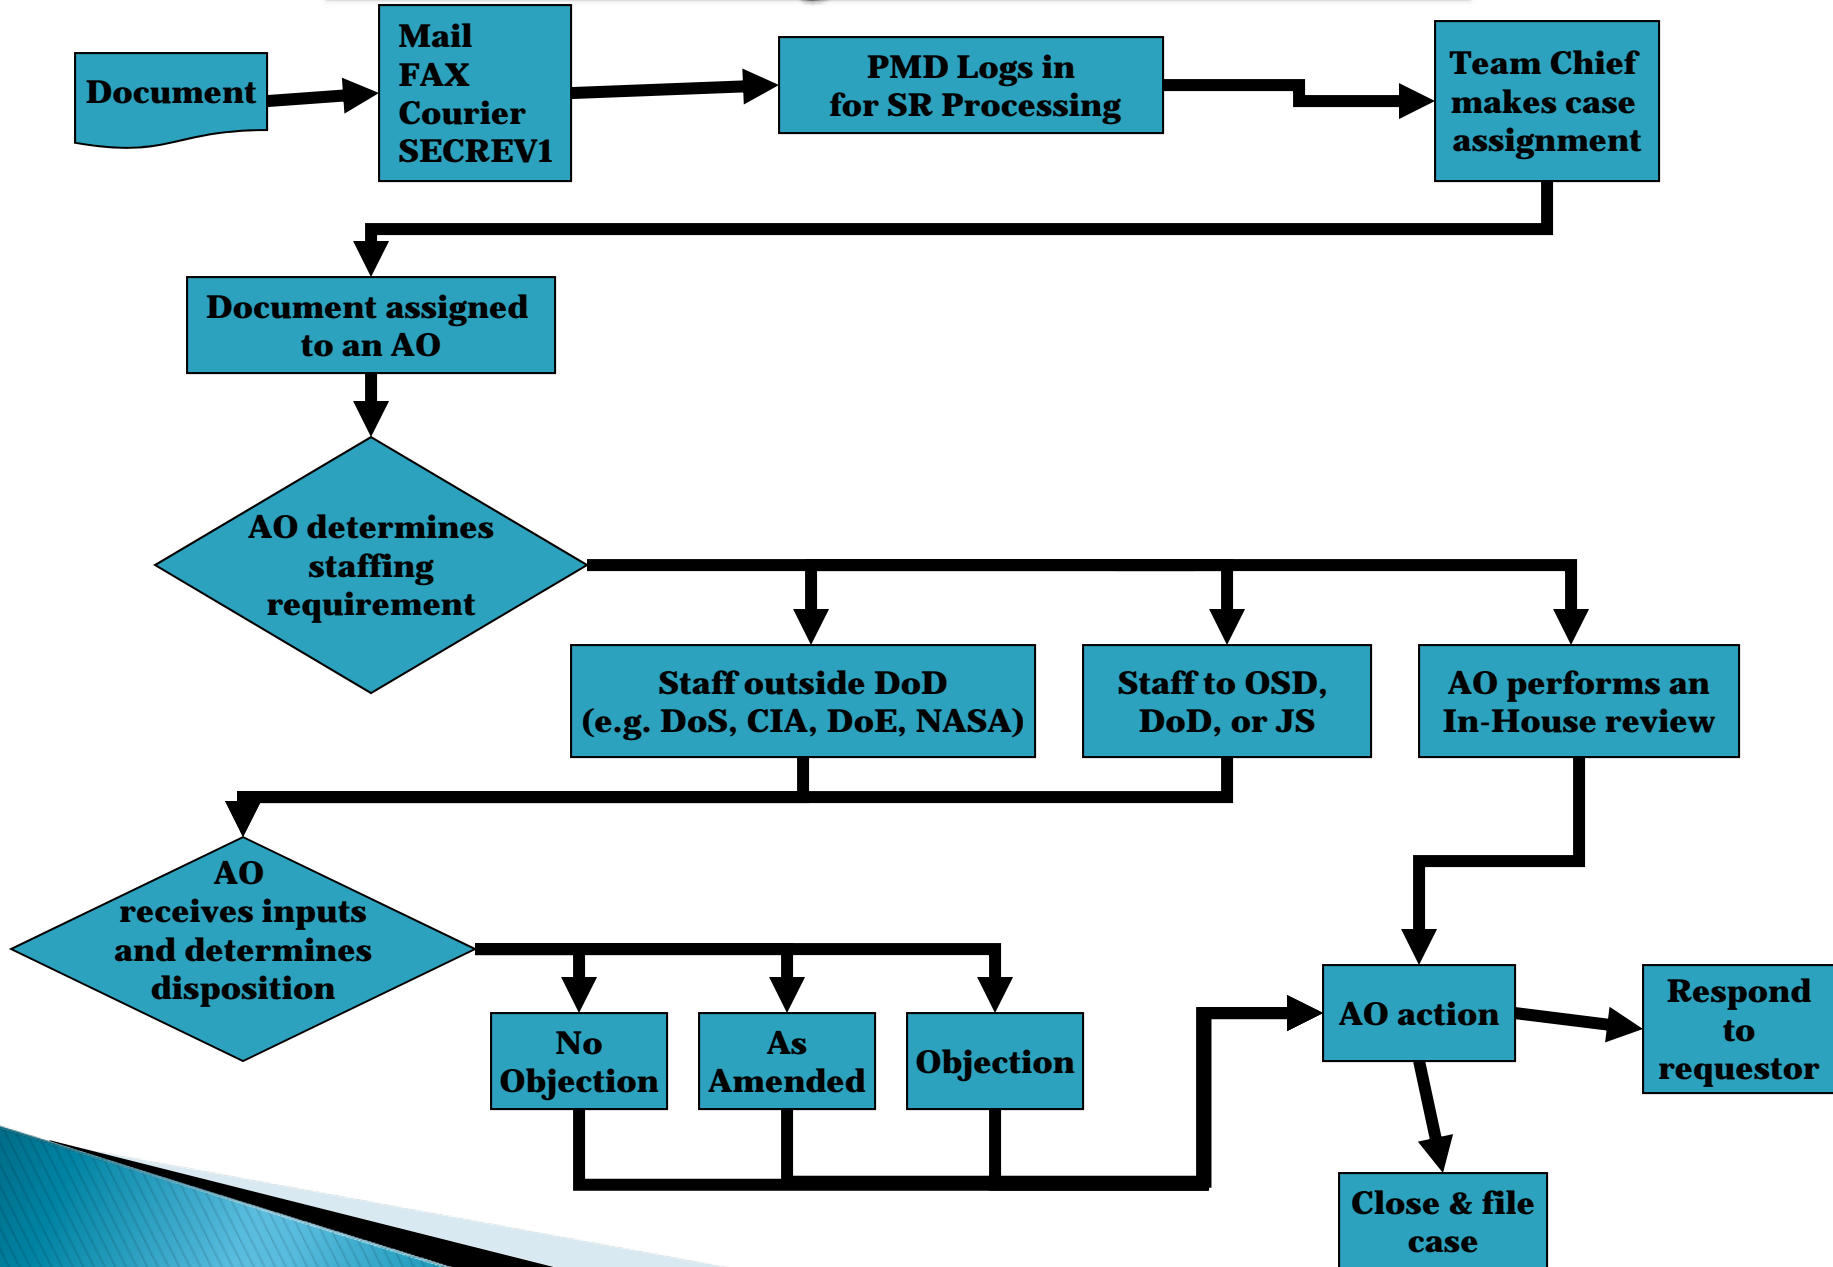 Document
Mail
FAX
Courier
SECREV1
PMD Logs in
for SR Processing
Team Chief
makes case
assignment
Document assigned
to an AO
AO determines
staffing
requirement
Staff outside DoD
(e.g. DoS, CIA, DoE, NASA)
Staff to OSD,
DoD, or JS
AO performs an
In-House review
AO
receives inputs
and determines
disposition
No
Objection
As
Amended
Objection
AO action
Respond
to
requestor
Close & file
case